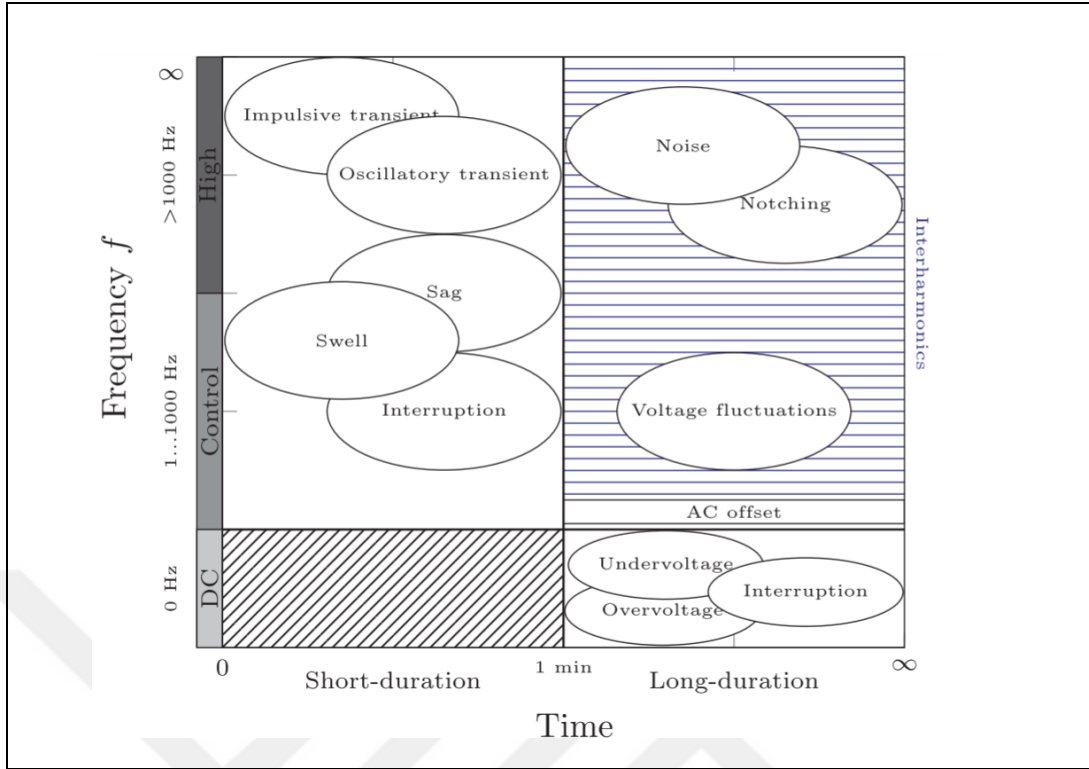 ∞
Impulsive transient
Oscillatory transient
Noise
Notching
>1000 Hz
High
Frequency f
Interharmonics
Sag
Swell
Interruption
Voltage fluctuations
1...1000 Hz
Control
AC offset
Undervoltage
Interruption
Overvoltage
0 Hz
DC
0
1 min
∞
Short-duration
Long-duration
Time